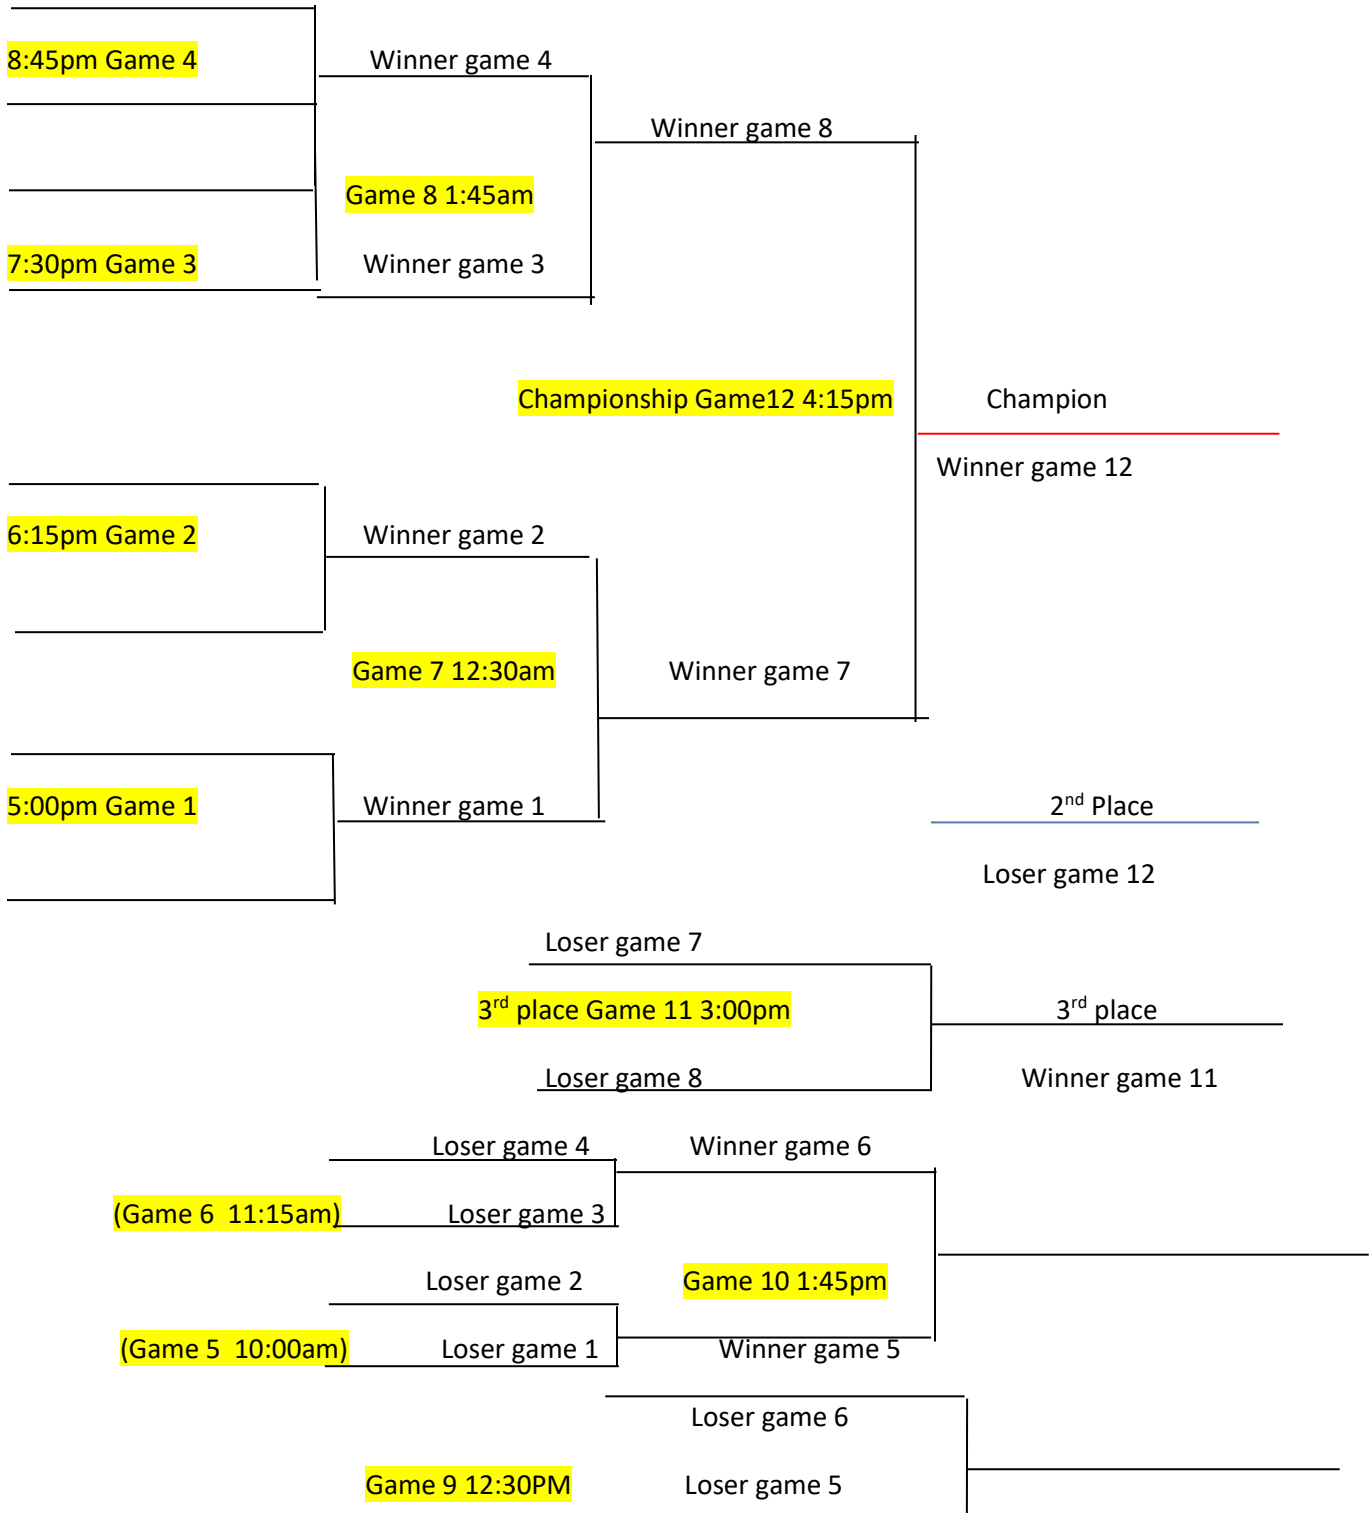 8:45pm Game 4
Winner game 4
Winner game 8
Game 8 1:45am
7:30pm Game 3
Winner game 3
Championship Game12 4:15pm
Champion
Winner game 12
6:15pm Game 2
Winner game 2
Game 7 12:30am
Winner game 7
5:00pm Game 1
Winner game 1
2nd Place
Loser game 12
Loser game 7
3rd place Game 11 3:00pm
3rd place
Loser game 8
Winner game 11
Loser game 4
Winner game 6
(Game 6  11:15am)
Loser game 3
Loser game 2
Game 10 1:45pm
(Game 5  10:00am)
Loser game 1
Winner game 5
Loser game 6
Game 9 12:30PM
Loser game 5